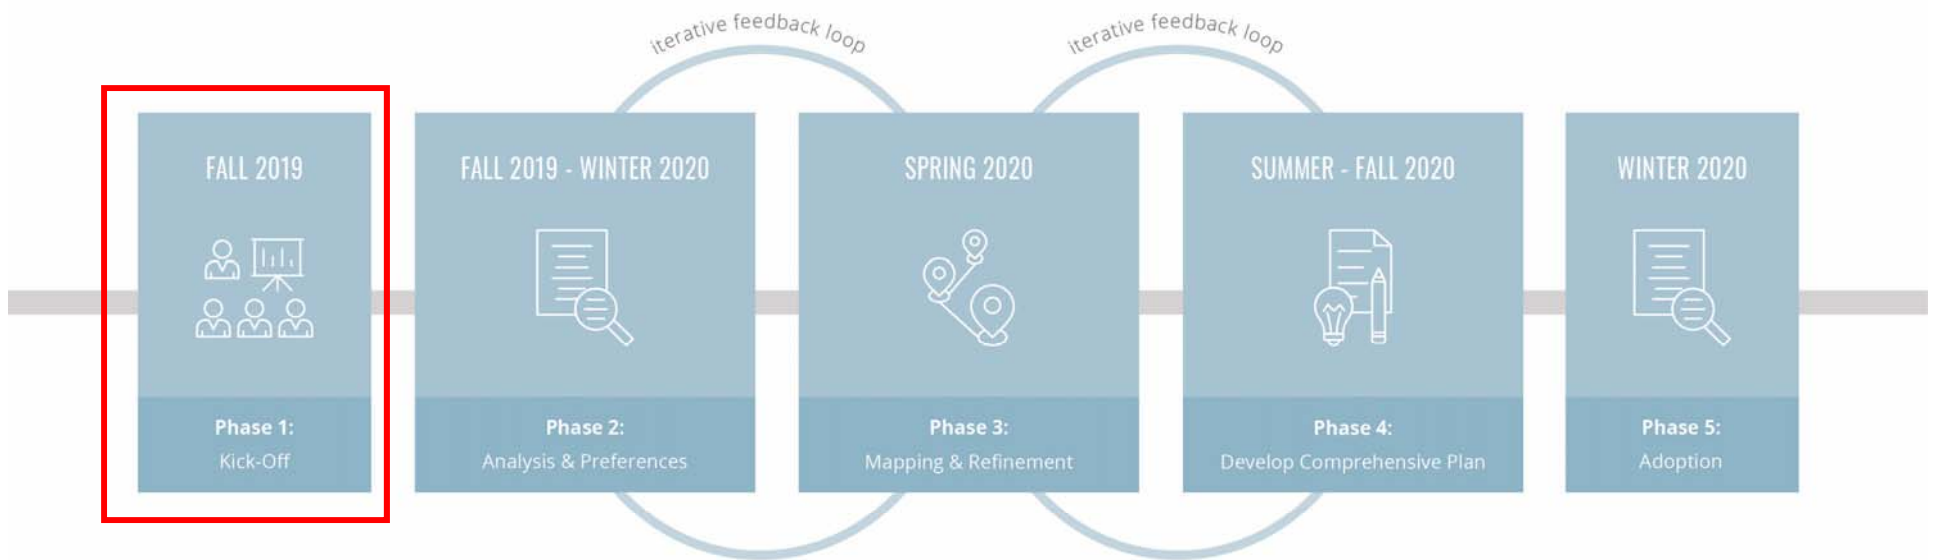 iterative feedback loop
iterative feedback loop
FALL 2019
Phase 1:
Kick-Off
FALL 2019 - WINTER 2020
Phase 2:
Analysis & Preferences
SPRING 2020
Phase 3:
Mapping & Refinement
SUMMER - FALL 2020
Phase 4:
Develop Comprehensive Plan
WINTER 2020
Phase 5:
Adoption